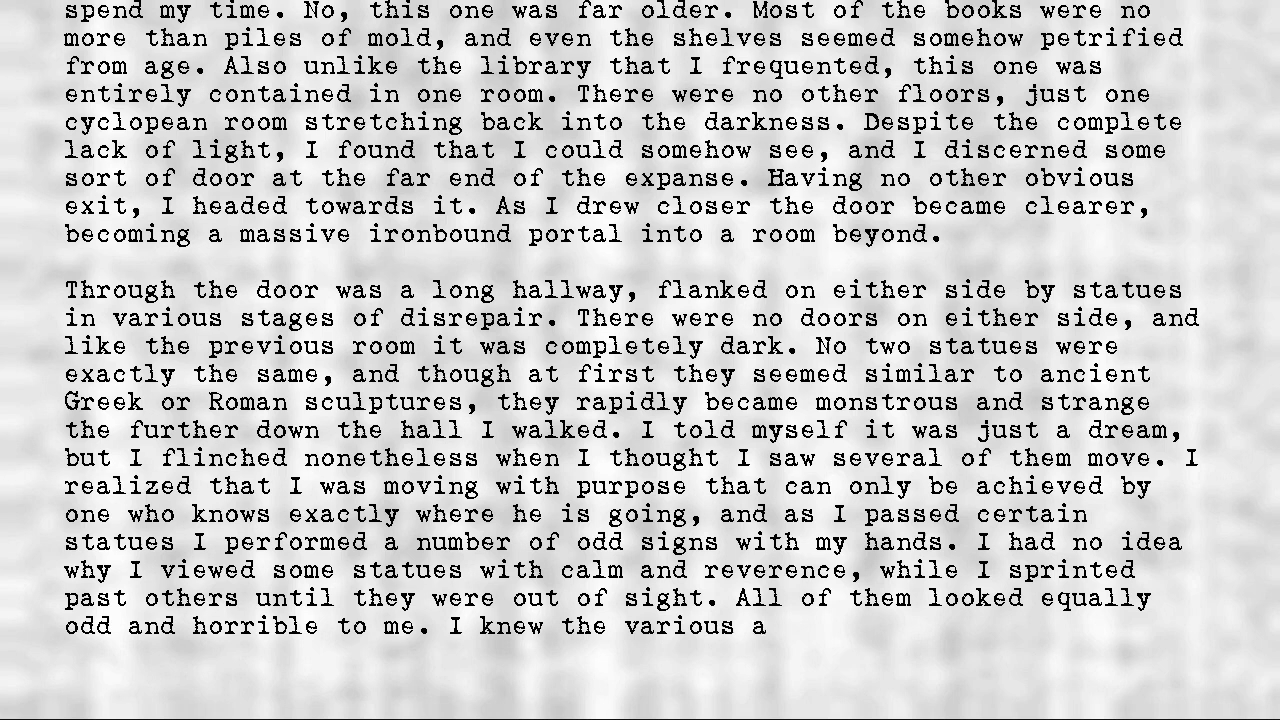 spend my time. No, this one was far older. Most of the books were no
more than piles of mold, and even the shelves seemed somehow petrified
from age. Also unlike the library that I frequented, this one was
entirely contained in one room. There were no other floors, just one
cyclopean room stretching back into the darkness. Despite the complete
lack of light, I found that I could somehow see, and I discerned some
sort of door at the far end of the expanse. Having no other obvious
exit, I headed towards it. As I drew closer the door became clearer,
becoming a massive ironbound portal into a room beyond.

Through the door was a long hallway, flanked on either side by statues
in various stages of disrepair. There were no doors on either side, and
like the previous room it was completely dark. No two statues were
exactly the same, and though at first they seemed similar to ancient
Greek or Roman sculptures, they rapidly became monstrous and strange
the further down the hall I walked. I told myself it was just a dream,
but I flinched nonetheless when I thought I saw several of them move. I
realized that I was moving with purpose that can only be achieved by
one who knows exactly where he is going, and as I passed certain
statues I performed a number of odd signs with my hands. I had no idea
why I viewed some statues with calm and reverence, while I sprinted
past others until they were out of sight. All of them looked equally
odd and horrible to me. I knew the various a